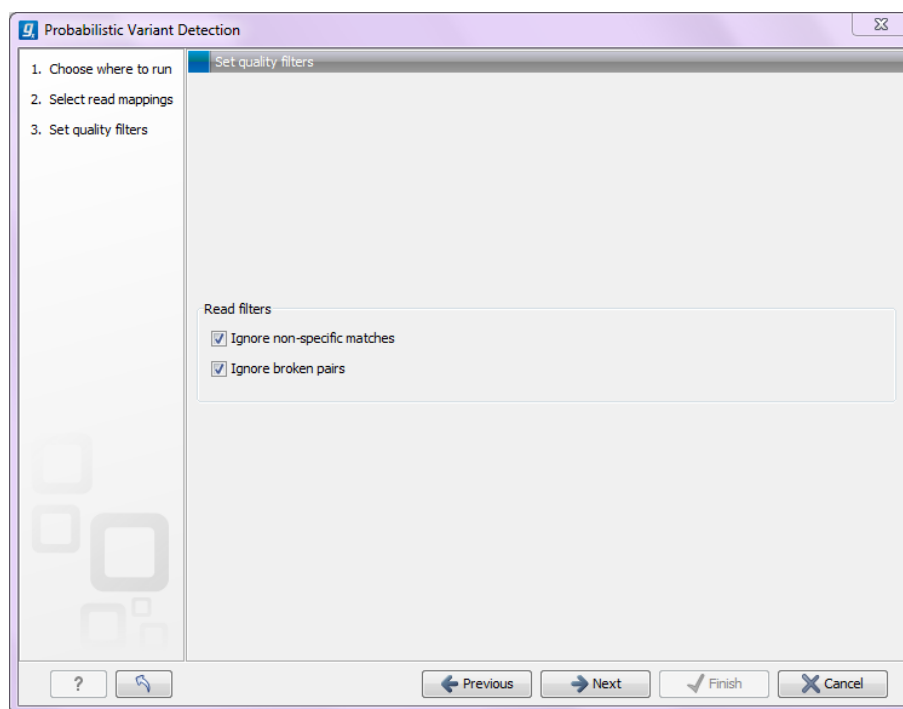 Probabilistic Variant Detection
1. Choose where to run
2. Select read mappings
3. Set quality filters
Set quality filters
Read filters
Ignore non-specific matches
Ignore broken pairs
?
Previous
Next
Finish
Cancel